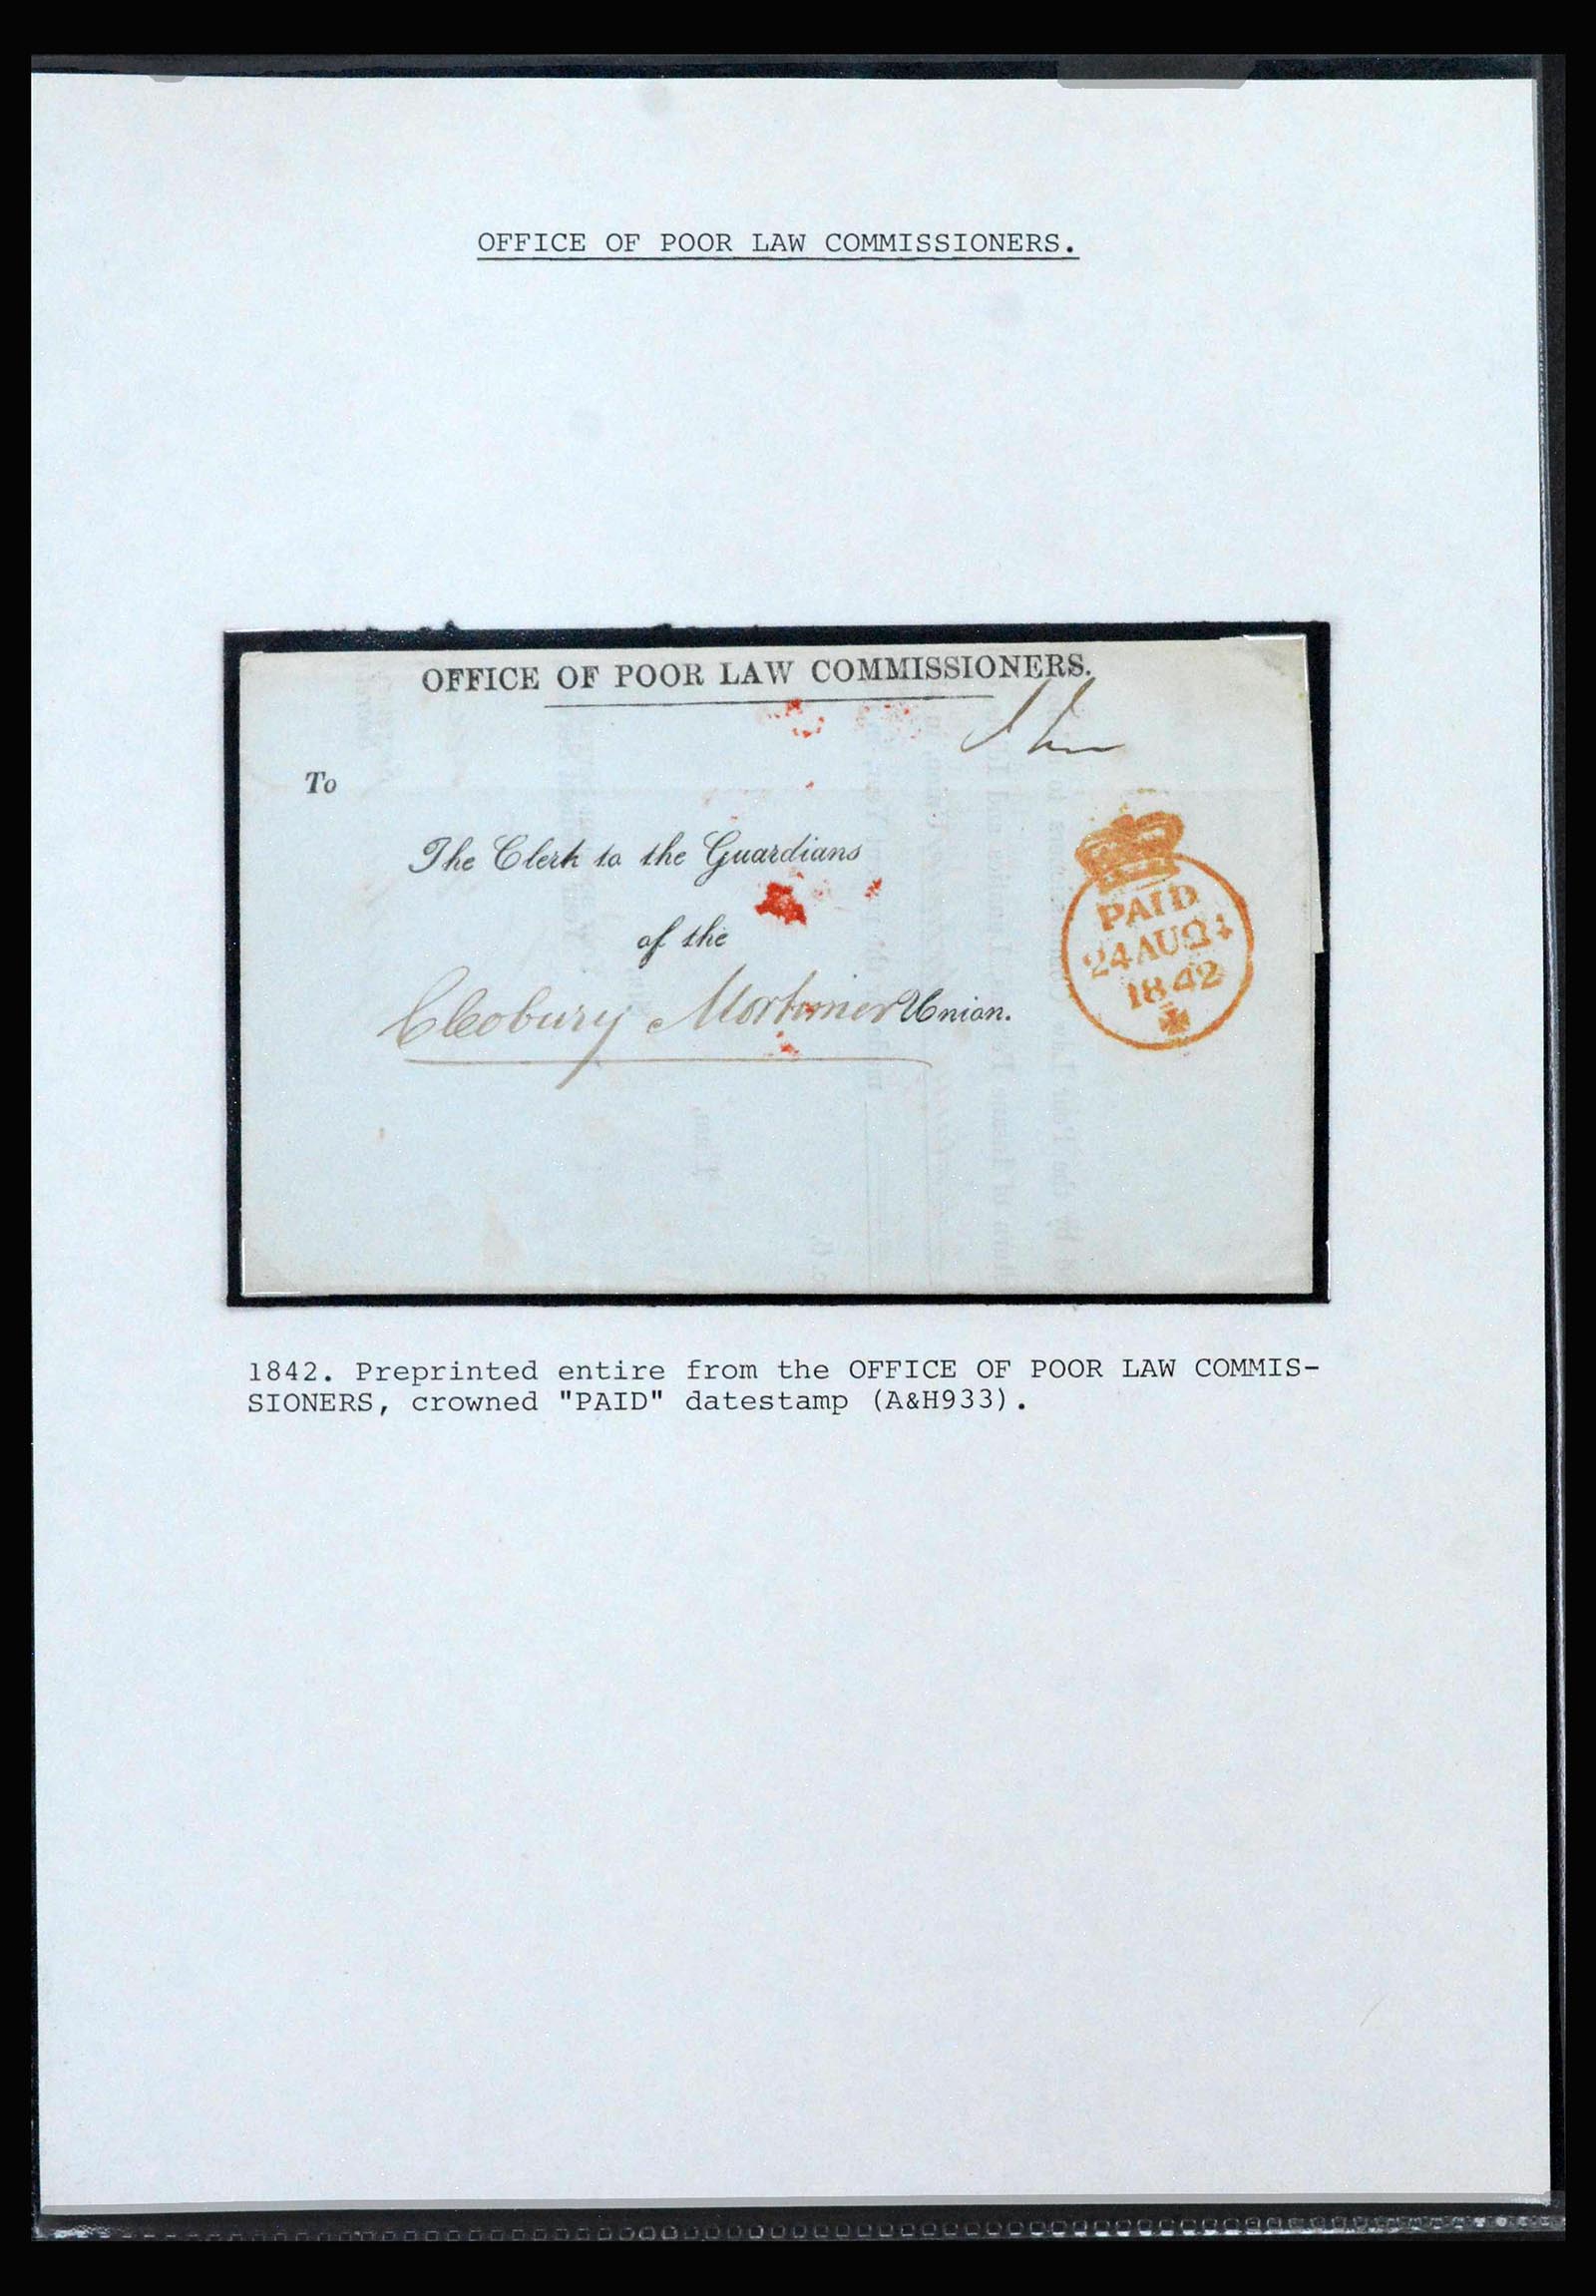 OFFICE OF POOR LAW COMMISSIONERS.
OFFICE OF POOR LAW COMMISSIONERS.
To
The Clerk to the Guardians
of the
Cleobury Mortimer Union.
PAID
24 AU 24
1842
1842. Preprinted entire from the OFFICE OF POOR LAW COMMIS-
SIONERS, crowned "PAID" datestamp (A&H933).